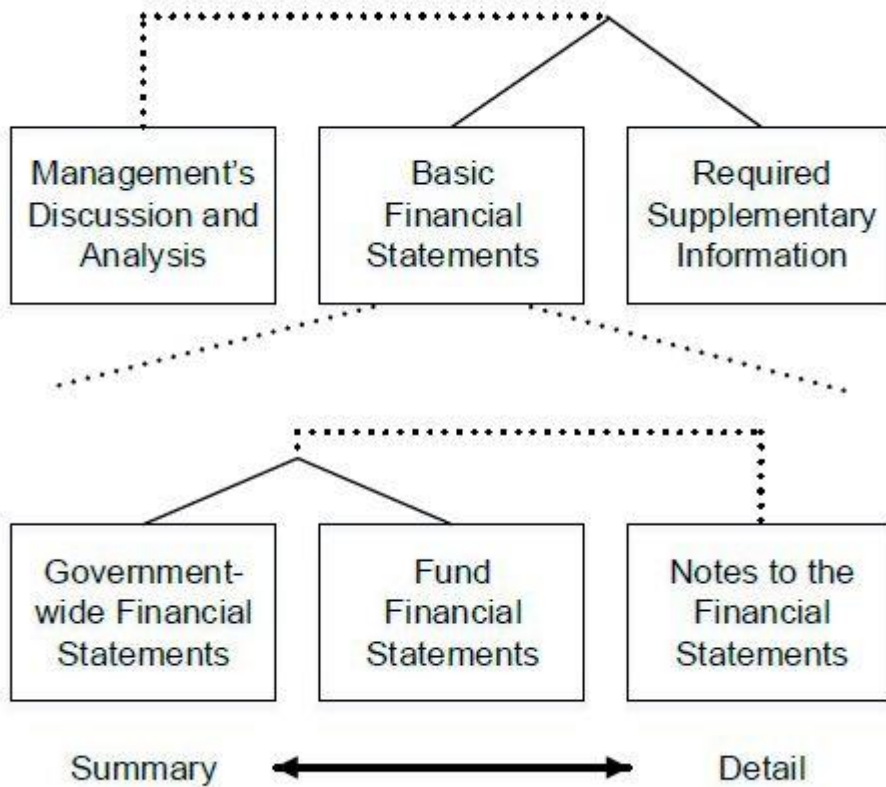 Management's
Discussion and
Analysis
Basic
Financial
Statements
Required
Supplementary
Information
Government-
wide Financial
Statements
Fund
Financial
Statements
Notes to the
Financial
Statements
Summary
Detail